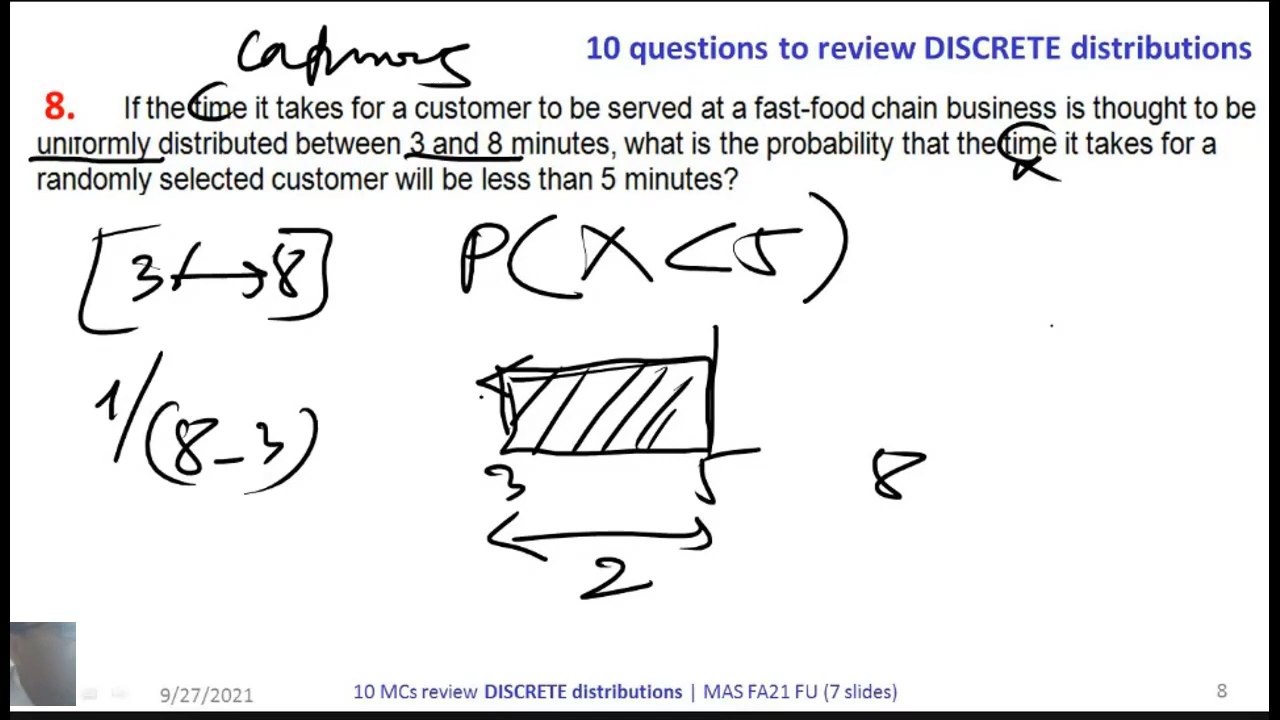 10 questions to review DISCRETE distributions
8. If the time it takes for a customer to be served at a fast-food chain business is thought to be
uniformly distributed between 3 and 8 minutes, what is the probability that the time it takes for a
randomly selected customer will be less than 5 minutes?
[3 ↔ 8]
P(X < 5)
1/(8-3)
3 5 8
2
9/27/2021 10 MCs review DISCRETE distributions | MAS FA21 FU (7 slides) 8